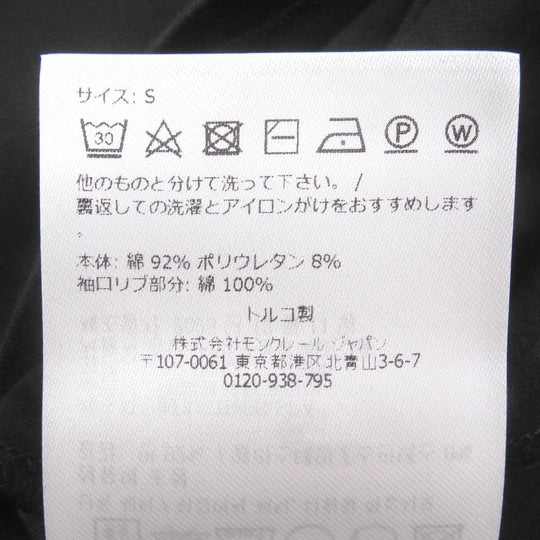 サイズ: S
30
P
W
他のものと分けて洗って下さい。/
裏返しての洗濯とアイロンがけをおすすめします
。
本体: 綿 92% ポリウレタン 8%
袖口リブ部分: 綿 100%
トルコ製
株式会社モンクレール・ジャパン
〒107-0061 東京都港区北青山3-6-7
0120-938-795